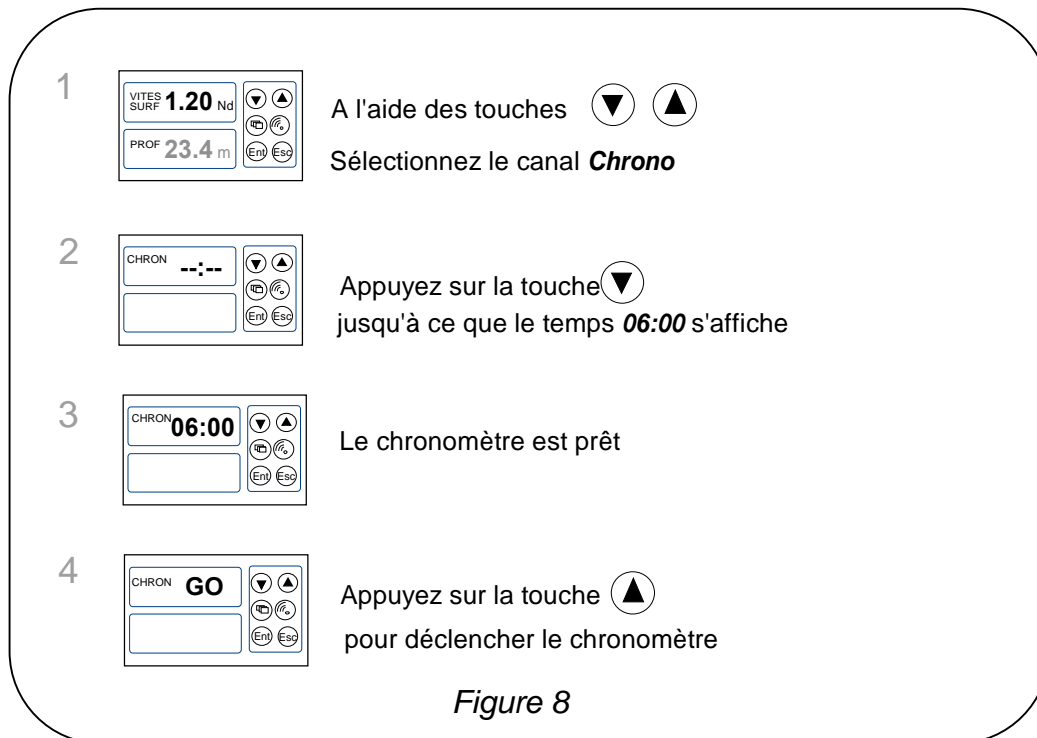 1
VITES
SURF 1.20 Nd
PROF 23.4 m
Ent Esc
A l'aide des touches
Sélectionnez le canal Chrono
2
CHRON --:--
Ent Esc
Appuyez sur la touche
jusqu'à ce que le temps 06:00 s'affiche
3
CHRON 06:00
Ent Esc
Le chronomètre est prêt
4
CHRON GO
Ent Esc
Appuyez sur la touche
pour déclencher le chronomètre
Figure 8